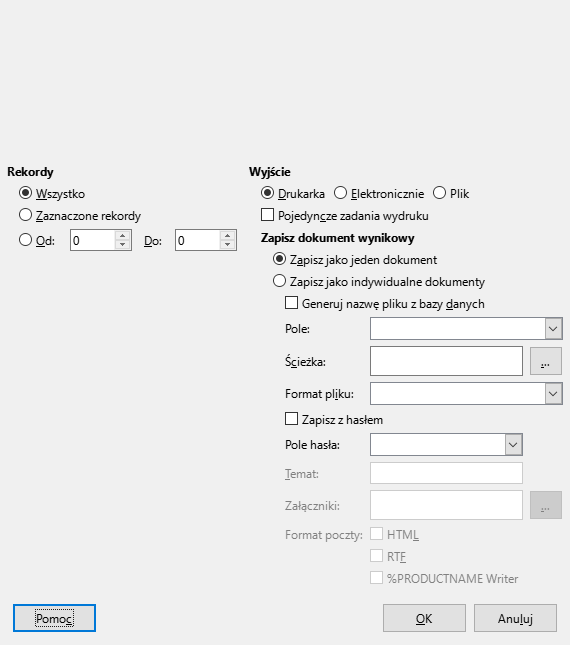 Rekordy
Wszystko
Zaznaczone rekordy
Od: 0 Do: 0
Wyjście
Drukarka Elektronicznie Plik
Pojedyncze zadania wydruku
Zapisz dokument wynikowy
Zapisz jako jeden dokument
Zapisz jako indywidualne dokumenty
Generuj nazwę pliku z bazy danych
Pole:
Ścieżka: ...
Format pliku:
Zapisz z hasłem
Pole hasła:
Temat:
Załączniki: ...
Format poczty: HTML
RTF
%PRODUCTNAME Writer
Pomoc OK Anuluj